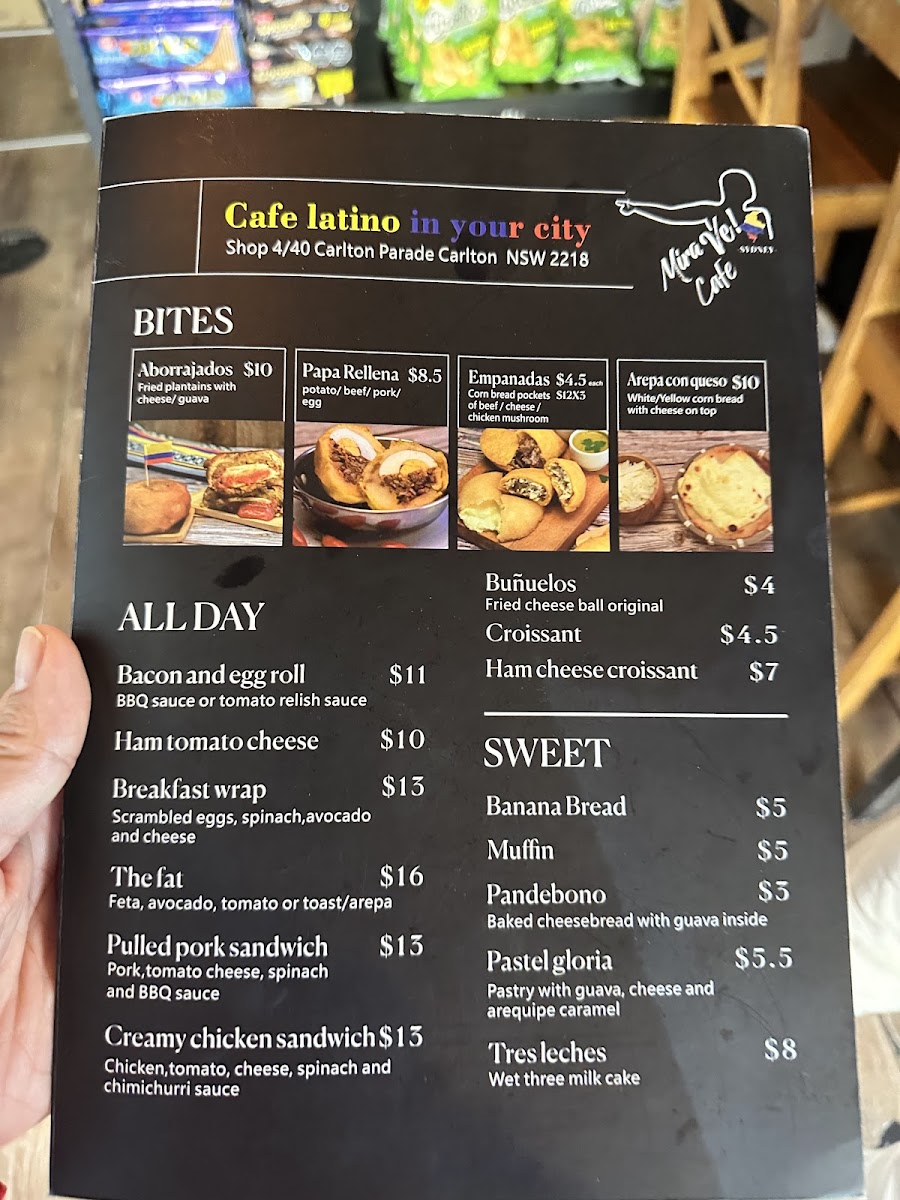 Cafe latino in your city
Shop 4/40 Carlton Parade Carlton NSW 2218
Mira Ve!
Cafe
SYDNEY
BITES
Aborrajados $10
Fried plantains with
cheese/ guava
Papa Rellena $8.5
potato/ beef/ pork/
egg
Empanadas $4.5 each
Corn bread pockets $12X3
of beef / cheese /
chicken mushroom
Arepa con queso $10
White/Yellow corn bread
with cheese on top
ALL DAY
Bacon and egg roll $11
BBQ sauce or tomato relish sauce
Ham tomato cheese $10
Breakfast wrap $13
Scrambled eggs, spinach,avocado
and cheese
The fat $16
Feta, avocado, tomato or toast/arepa
Pulled pork sandwich $13
Pork,tomato cheese, spinach
and BBQ sauce
Creamy chicken sandwich $13
Chicken,tomato, cheese, spinach and
chimichurri sauce
Buñuelos $4
Fried cheese ball original
Croissant $4.5
Ham cheese croissant $7
SWEET
Banana Bread $5
Muffin $5
Pandebono $3
Baked cheesebread with guava inside
Pastel gloria $5.5
Pastry with guava, cheese and
arequipe caramel
Tres leches $8
Wet three milk cake